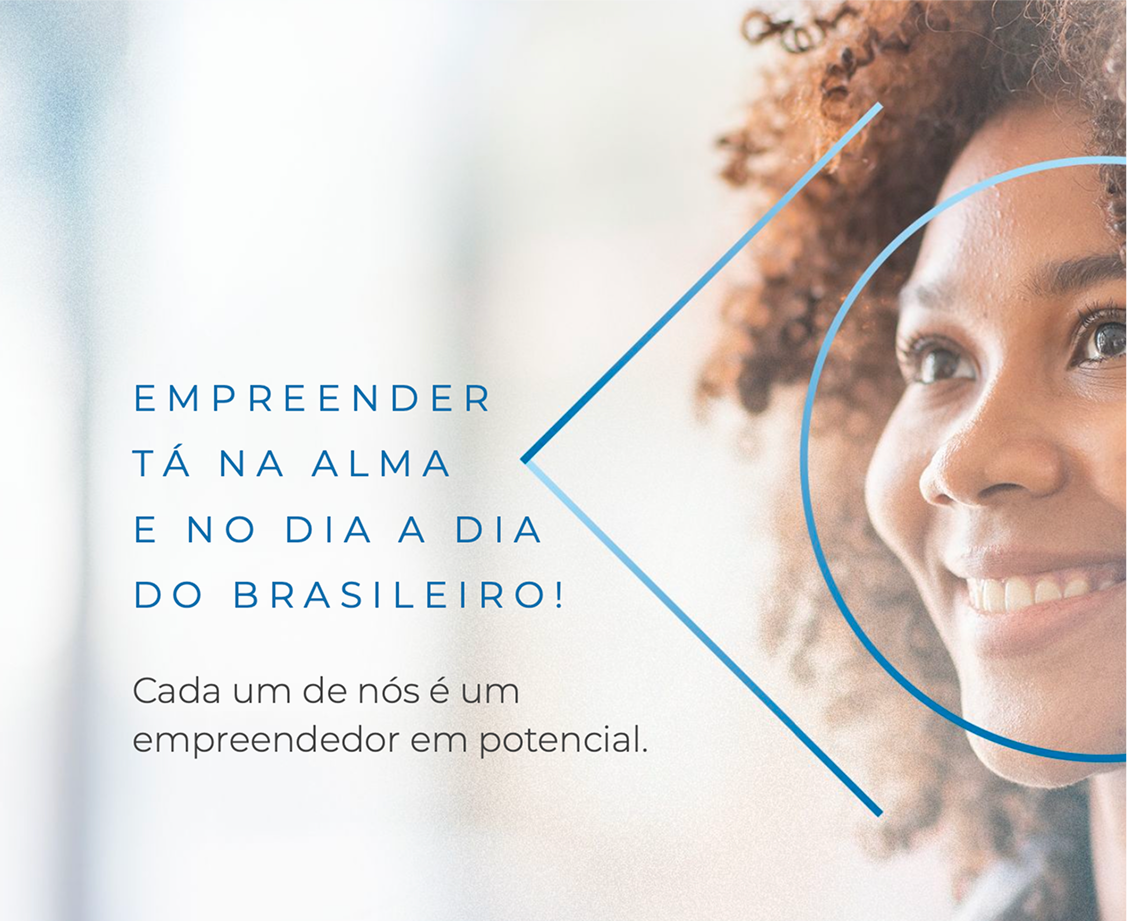 EMPREENDER
TÁ NA ALMA
E NO DIA A DIA
DO BRASILEIRO!
Cada um de nós é um
empreendedor em potencial.